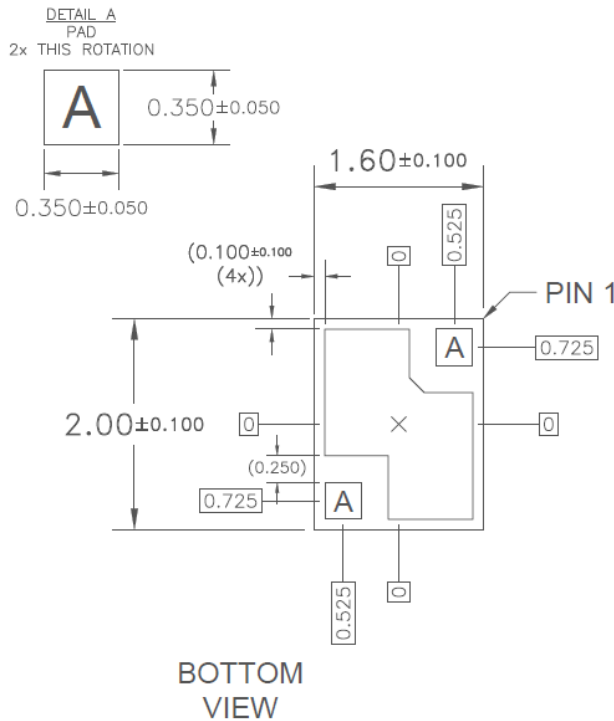 DETAIL A
PAD
2x THIS ROTATION
A
0.350±0.050
0.350±0.050
1.60±0.100
(0.100±0.100
(4x))
0
0.525
PIN 1
A
0.725
2.00±0.100
0
0
(0.250)
0.725
A
0.525
0
BOTTOM
VIEW